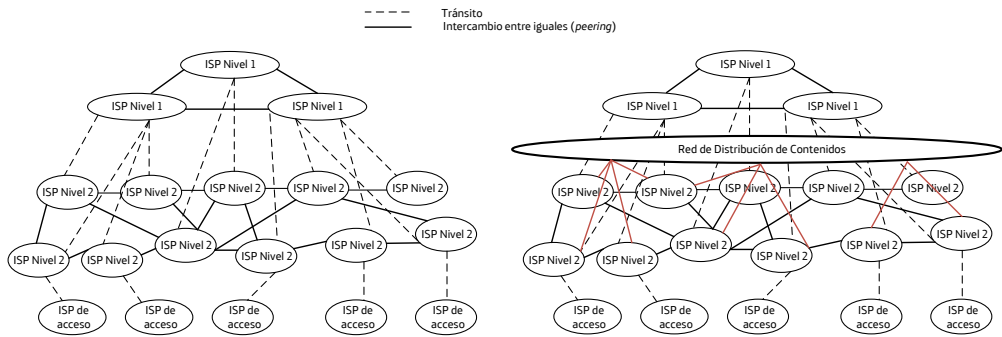 Tránsito
Intercambio entre iguales (peering)
ISP Nivel 1
ISP Nivel 1
ISP Nivel 1
ISP Nivel 2
ISP Nivel 2
ISP Nivel 2
ISP Nivel 2
ISP Nivel 2
ISP Nivel 2
ISP Nivel 2
ISP Nivel 2
ISP Nivel 2
ISP Nivel 2
ISP Nivel 2
ISP de
acceso
ISP de
acceso
ISP de
acceso
ISP de
acceso
ISP de
acceso
ISP Nivel 1
ISP Nivel 1
ISP Nivel 1
Red de Distribución de Contenidos
ISP Nivel 2
ISP Nivel 2
ISP Nivel 2
ISP Nivel 2
ISP Nivel 2
ISP Nivel 2
ISP Nivel 2
ISP Nivel 2
ISP Nivel 2
ISP Nivel 2
ISP Nivel 2
ISP de
acceso
ISP de
acceso
ISP de
acceso
ISP de
acceso
ISP de
acceso